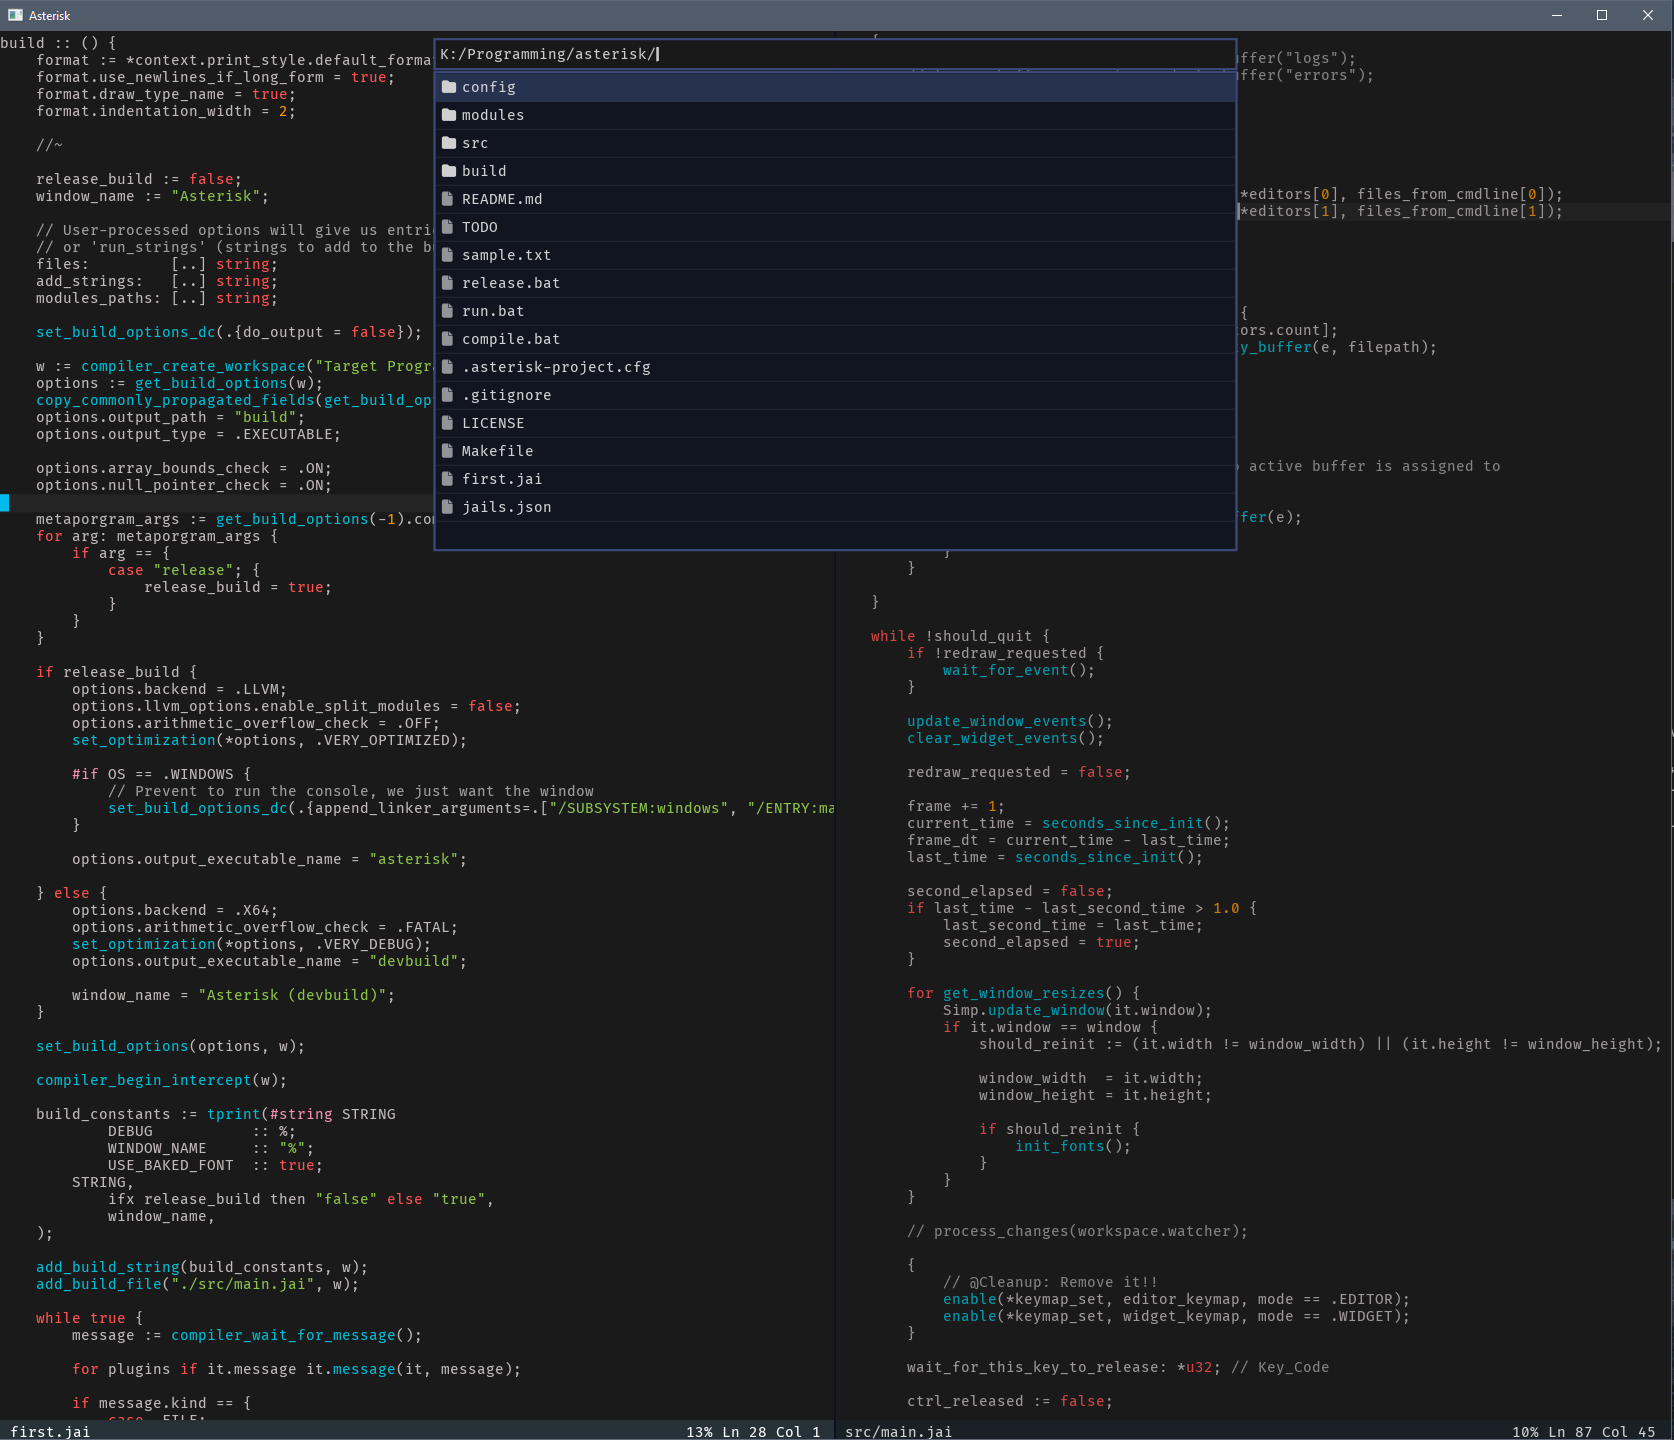 Asterisk
K:/Programming/asterisk/
config
modules
src
build
README.md
TODO
sample.txt
release.bat
run.bat
compile.bat
.asterisk-project.cfg
.gitignore
LICENSE
Makefile
first.jai
jails.json
build :: () {
    format := *context.print_style.default_forma
    format.use_newlines_if_long_form = true;
    format.draw_type_name = true;
    format.indentation_width = 2;
    //~
    release_build := false;
    window_name := "Asterisk";
    // User-processed options will give us entri
    // or 'run_strings' (strings to add to the b
    files:         [..] string;
    add_strings:   [..] string;
    modules_paths: [..] string;
    set_build_options_dc(.{do_output = false});
    w := compiler_create_workspace("Target Progr
    options := get_build_options(w);
    copy_commonly_propagated_fields(get_build_op
    options.output_path = "build";
    options.output_type = .EXECUTABLE;
    options.array_bounds_check = .ON;
    options.null_pointer_check = .ON;
    metaporgram_args := get_build_options(-1).co
    for arg: metaporgram_args {
        if arg == {
            case "release"; {
                release_build = true;
            }
        }
    }
    if release_build {
        options.backend = .LLVM;
        options.llvm_options.enable_split_modules = false;
        options.arithmetic_overflow_check = .OFF;
        set_optimization(*options, .VERY_OPTIMIZED);
        #if OS == .WINDOWS {
            // Prevent to run the console, we just want the window
            set_build_options_dc(.{append_linker_arguments=.["/SUBSYSTEM:windows", "/ENTRY:ma
        }
        options.output_executable_name = "asterisk";
    } else {
        options.backend = .X64;
        options.arithmetic_overflow_check = .FATAL;
        set_optimization(*options, .VERY_DEBUG);
        options.output_executable_name = "devbuild";
        window_name = "Asterisk (devbuild)";
    }
    set_build_options(options, w);
    compiler_begin_intercept(w);
    build_constants := tprint(#string STRING
            DEBUG           :: %;
            WINDOW_NAME     :: "%";
            USE_BAKED_FONT  :: true;
        STRING,
            ifx release_build then "false" else "true",
            window_name,
    );
    add_build_string(build_constants, w);
    add_build_file("./src/main.jai", w);
    while true {
        message := compiler_wait_for_message();
        for plugins if it.message it.message(it, message);
        if message.kind == {
first.jai
13% Ln 28 Col 1
ffer("logs");
uffer("errors");
*editors[0], files_from_cmdline[0]);
*editors[1], files_from_cmdline[1]);
{
ors.count];
y_buffer(e, filepath);
active buffer is assigned to
ffer(e);
        }
    }
}
while !should_quit {
    if !redraw_requested {
        wait_for_event();
    }
    update_window_events();
    clear_widget_events();
    redraw_requested = false;
    frame += 1;
    current_time = seconds_since_init();
    frame_dt = current_time - last_time;
    last_time = seconds_since_init();
    second_elapsed = false;
    if last_time - last_second_time > 1.0 {
        last_second_time = last_time;
        second_elapsed = true;
    }
    for get_window_resizes() {
        Simp.update_window(it.window);
        if it.window == window {
            should_reinit := (it.width != window_width) || (it.height != window_height);
            window_width  = it.width;
            window_height = it.height;
            if should_reinit {
                init_fonts();
            }
        }
    }
    // process_changes(workspace.watcher);
    {
        // @Cleanup: Remove it!!
        enable(*keymap_set, editor_keymap, mode == .EDITOR);
        enable(*keymap_set, widget_keymap, mode == .WIDGET);
    }
    wait_for_this_key_to_release: *u32; // Key_Code
    ctrl_released := false;
src/main.jai
10% Ln 87 Col 45